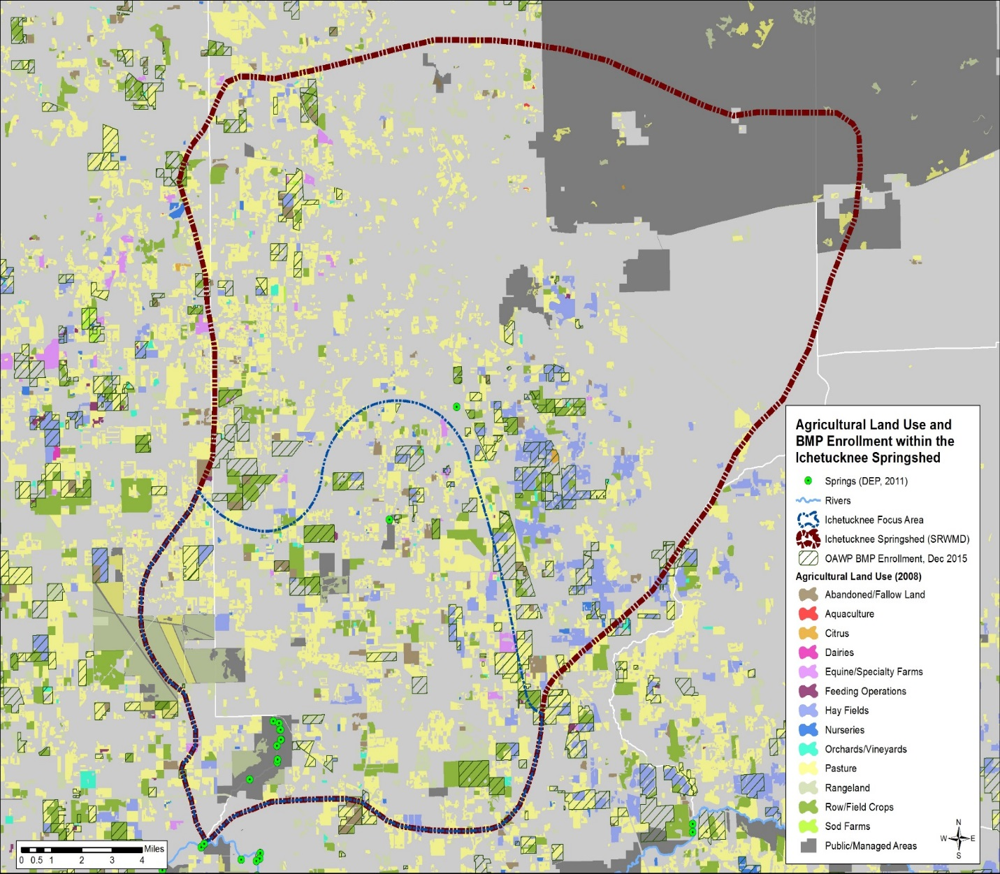 Agricultural Land Use and
BMP Enrollment within the
Ichetucknee Springshed
Springs (DEP, 2011)
Rivers
Ichetucknee Focus Area
Ichetucknee Springshed (SRWMD)
OAWP BMP Enrollment, Dec 2015
Agricultural Land Use (2008)
Abandoned/Fallow Land
Aquaculture
Citrus
Dairies
Equine/Specialty Farms
Feeding Operations
Hay Fields
Nurseries
Orchards/Vineyards
Pasture
Rangeland
Row/Field Crops
Sod Farms
Public/Managed Areas
N
W E
S
Miles
0 0.5 1 2 3 4